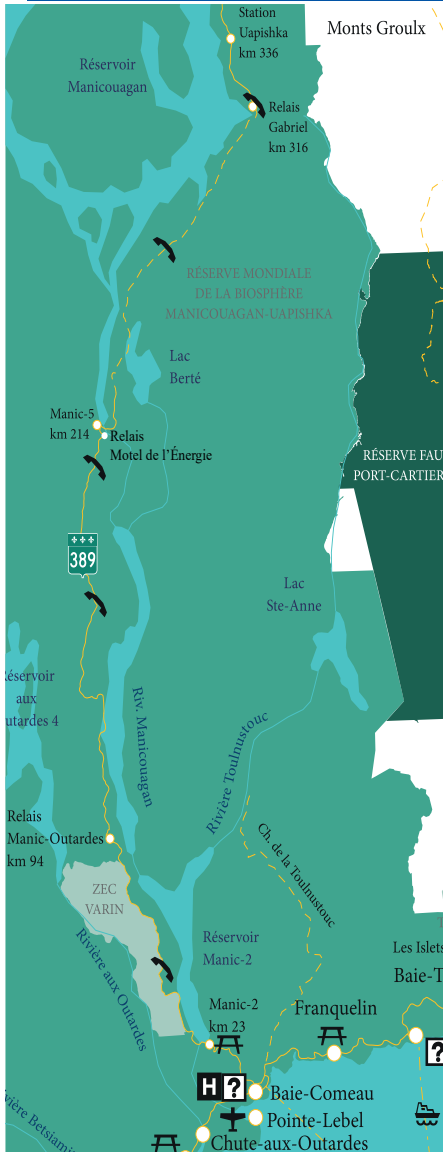 Station
Uapishka
km 336
Monts Groulx
Réservoir
Manicouagan
Relais
Gabriel
km 316
RÉSERVE MONDIALE
DE LA BIOSPHÈRE
MANICOUAGAN-UAPISHKA
Lac
Berté
Manic-5
km 214
Relais
Motel de l'Énergie
RÉSERVE FAU
PORT-CARTIER
389
Lac
Ste-Anne
Réservoir
aux
utardes 4
Riv. Manicouagan
Rivière Toulnustouc
Relais
Manic-Outardes
km 94
Ch. de la Toulnustouc
ZEC
VARIN
Rivière aux Outardes
Réservoir
Manic-2
Les Islets
Baie-T
Manic-2
km 23
Franquelin
?
H ?
Baie-Comeau
Pointe-Lebel
Chute-aux-Outardes
ivière Betsiami